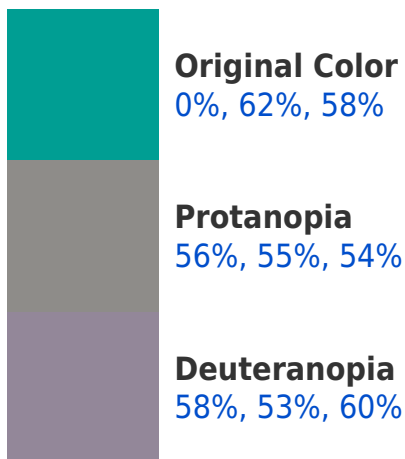 Original Color
0%, 62%, 58%
Protanopia
56%, 55%, 54%
Deuteranopia
58%, 53%, 60%